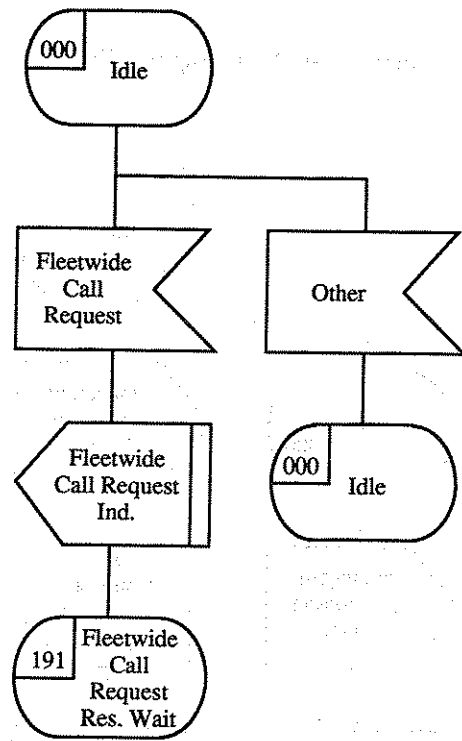 000
Idle
Fleetwide
Call
Request
Other
Fleetwide
Call Request
Ind.
000
Idle
191
Fleetwide
Call
Request
Res. Wait